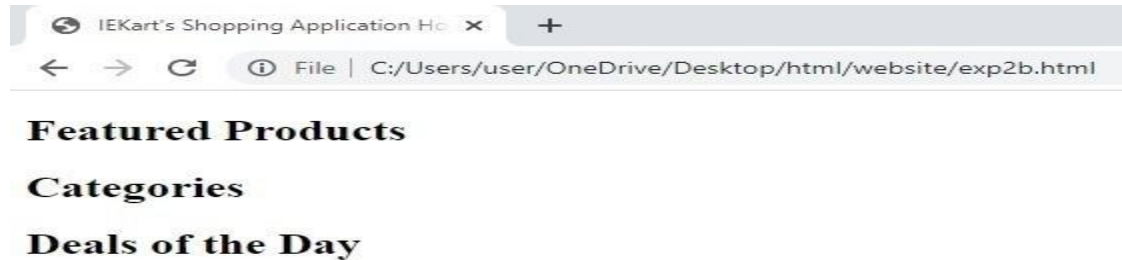 IEKart's Shopping Application Ho
File | C:/Users/user/OneDrive/Desktop/html/website/exp2b.html
Featured Products
Categories
Deals of the Day